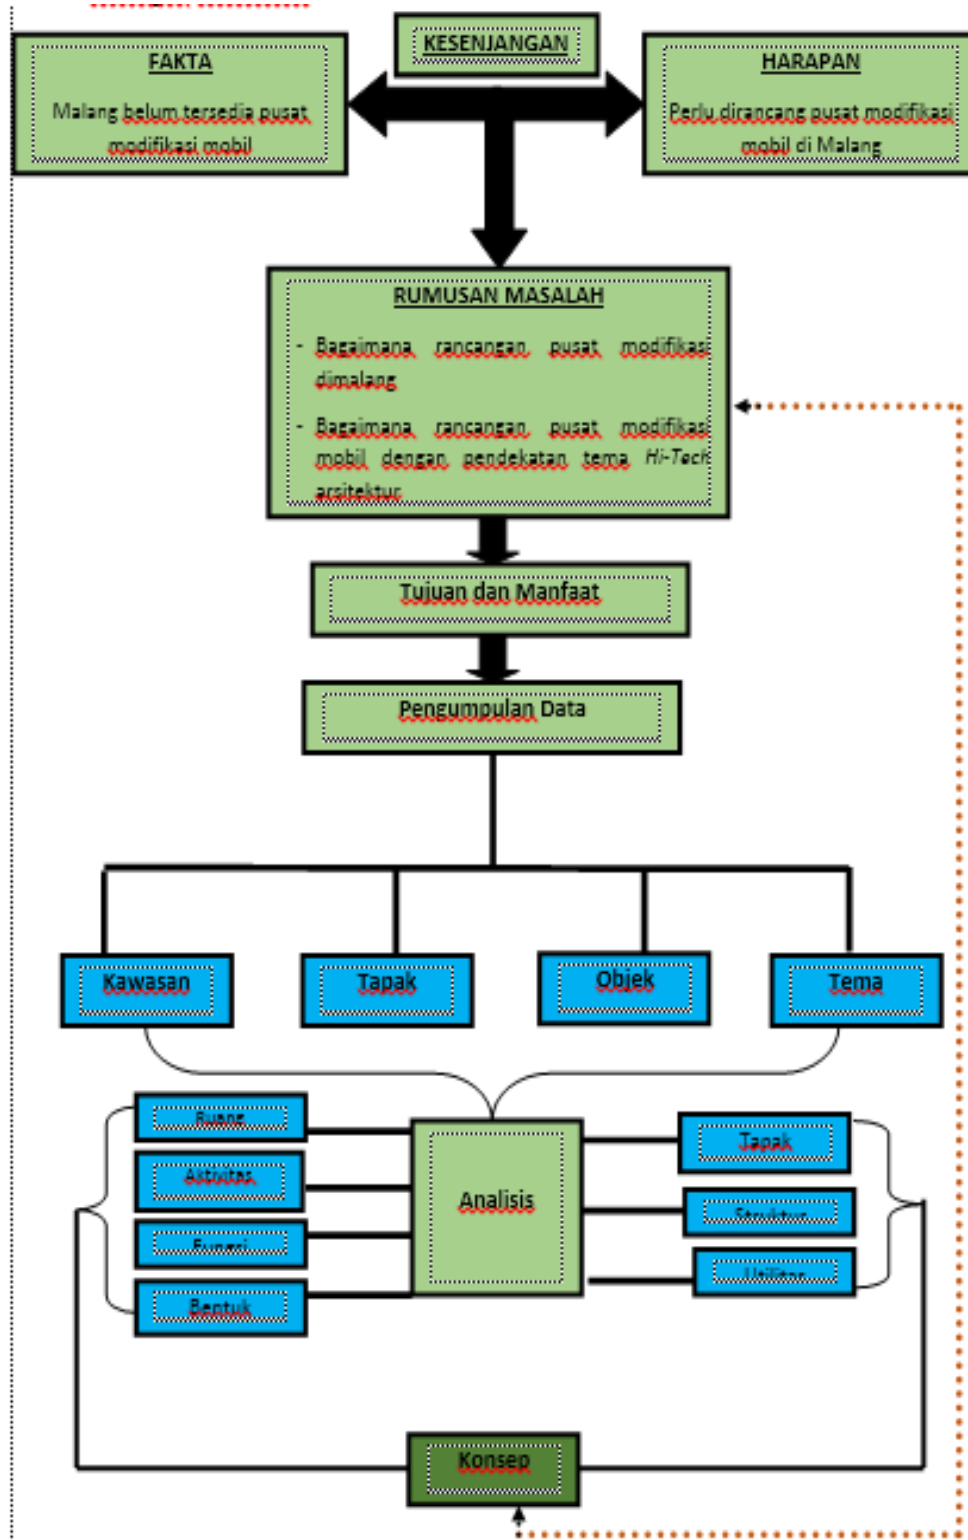 KESENJANGAN
FAKTA
Malang belum tersedia pusat
modifikasi mobil
HARAPAN
Perlu dirancang pusat modifikasi
mobil di Malang
RUMUSAN MASALAH
- Bagaimana rancangan pusat modifikasi
dimalang
- Bagaimana rancangan pusat modifikasi
mobil dengan pendekatan tema Hi-Tech
arsitektur
Tujuan dan Manfaat
Pengumpulan Data
Kawasan
Tapak
Objek
Tema
Ruang
Aktivitas
Fungsi
Bentuk
Analisis
Tapak
Struktur
Utilitas
Konsep